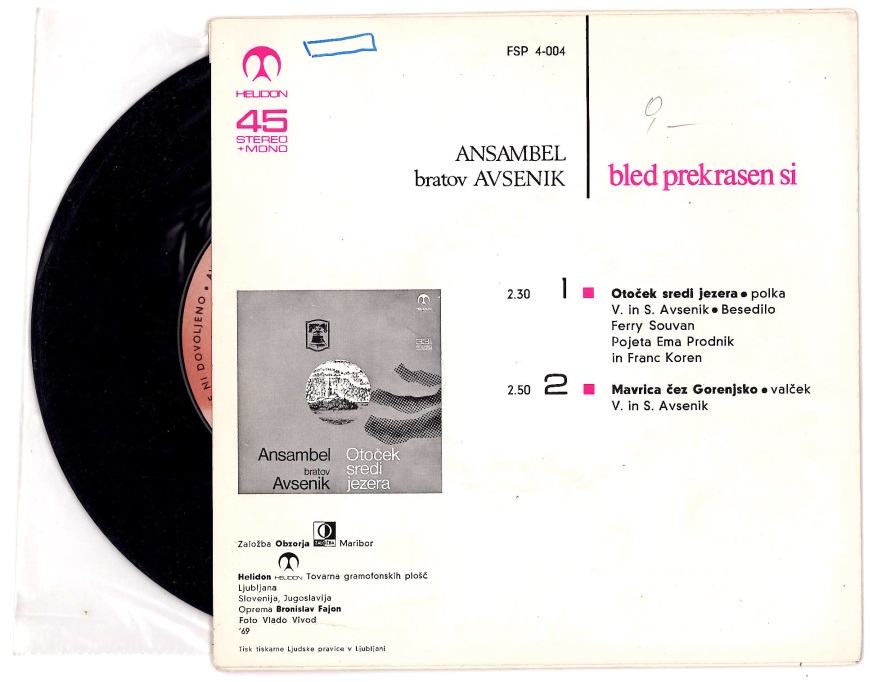 HELIDON
45
STEREO
+MONO
FSP 4-004
ANSAMBEL
bratov AVSENIK
bled prekrasen si
2.30 1 Otoček sredi jezera • polka
V. in S. Avsenik • Besedilo
Ferry Souvan
Pojeta Ema Prodnik
in Franc Koren
2.50 2 Mavrica čez Gorenjsko • valček
V. in S. Avsenik
NI DOVOLJENO •
Ansambel
bratov
Avsenik
Otoček
sredi
jezera
Založba Obzorja ZALOŽBA Maribor
Helidon HELIDON Tovarna gramofonskih plošč
Ljubljana
Slovenija, Jugoslavija
Oprema Bronislav Fajon
Foto Vlado Vivod
'69
Tisk tiskarne Ljudske pravice v Ljubljani